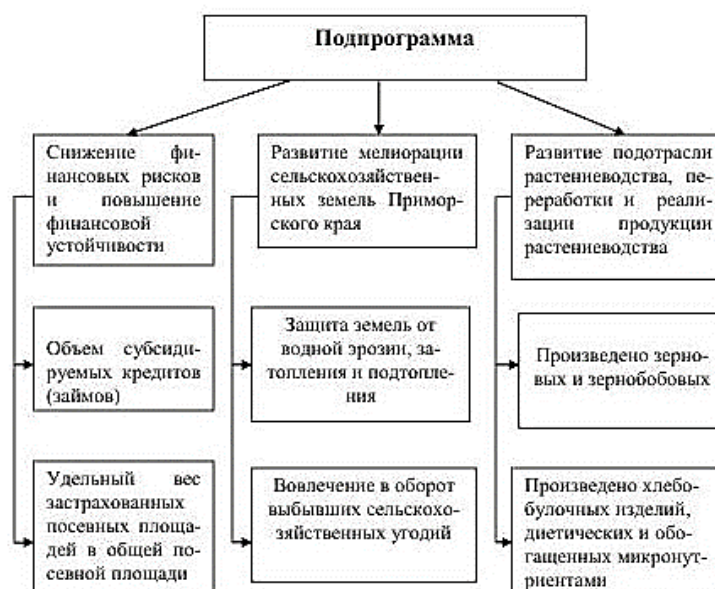 Подпрограмма
Снижение фи-
нансовых рисков
и повышение
финансовой
устойчивости
Развитие мелиорации
сельскохозяйствен-
ных земель Примор-
ского края
Развитие подотрасли
растениеводства, пе-
реработки и реали-
зации продукции
растениеводства
Объем субсиди-
руемых кредитов
(займов)
Защита земель от
водной эрозии, за-
топления и подтопле-
ния
Произведено зерно-
вых и зернобобовых
Удельный вес
застрахованных
посевных площа-
дей в общей по-
севной площади
Вовлечение в оборот
выбывших сельскохо-
зяйственных угодий
Произведено хлебо-
булочных изделий,
диетических и обо-
гащенных микронут-
риентами